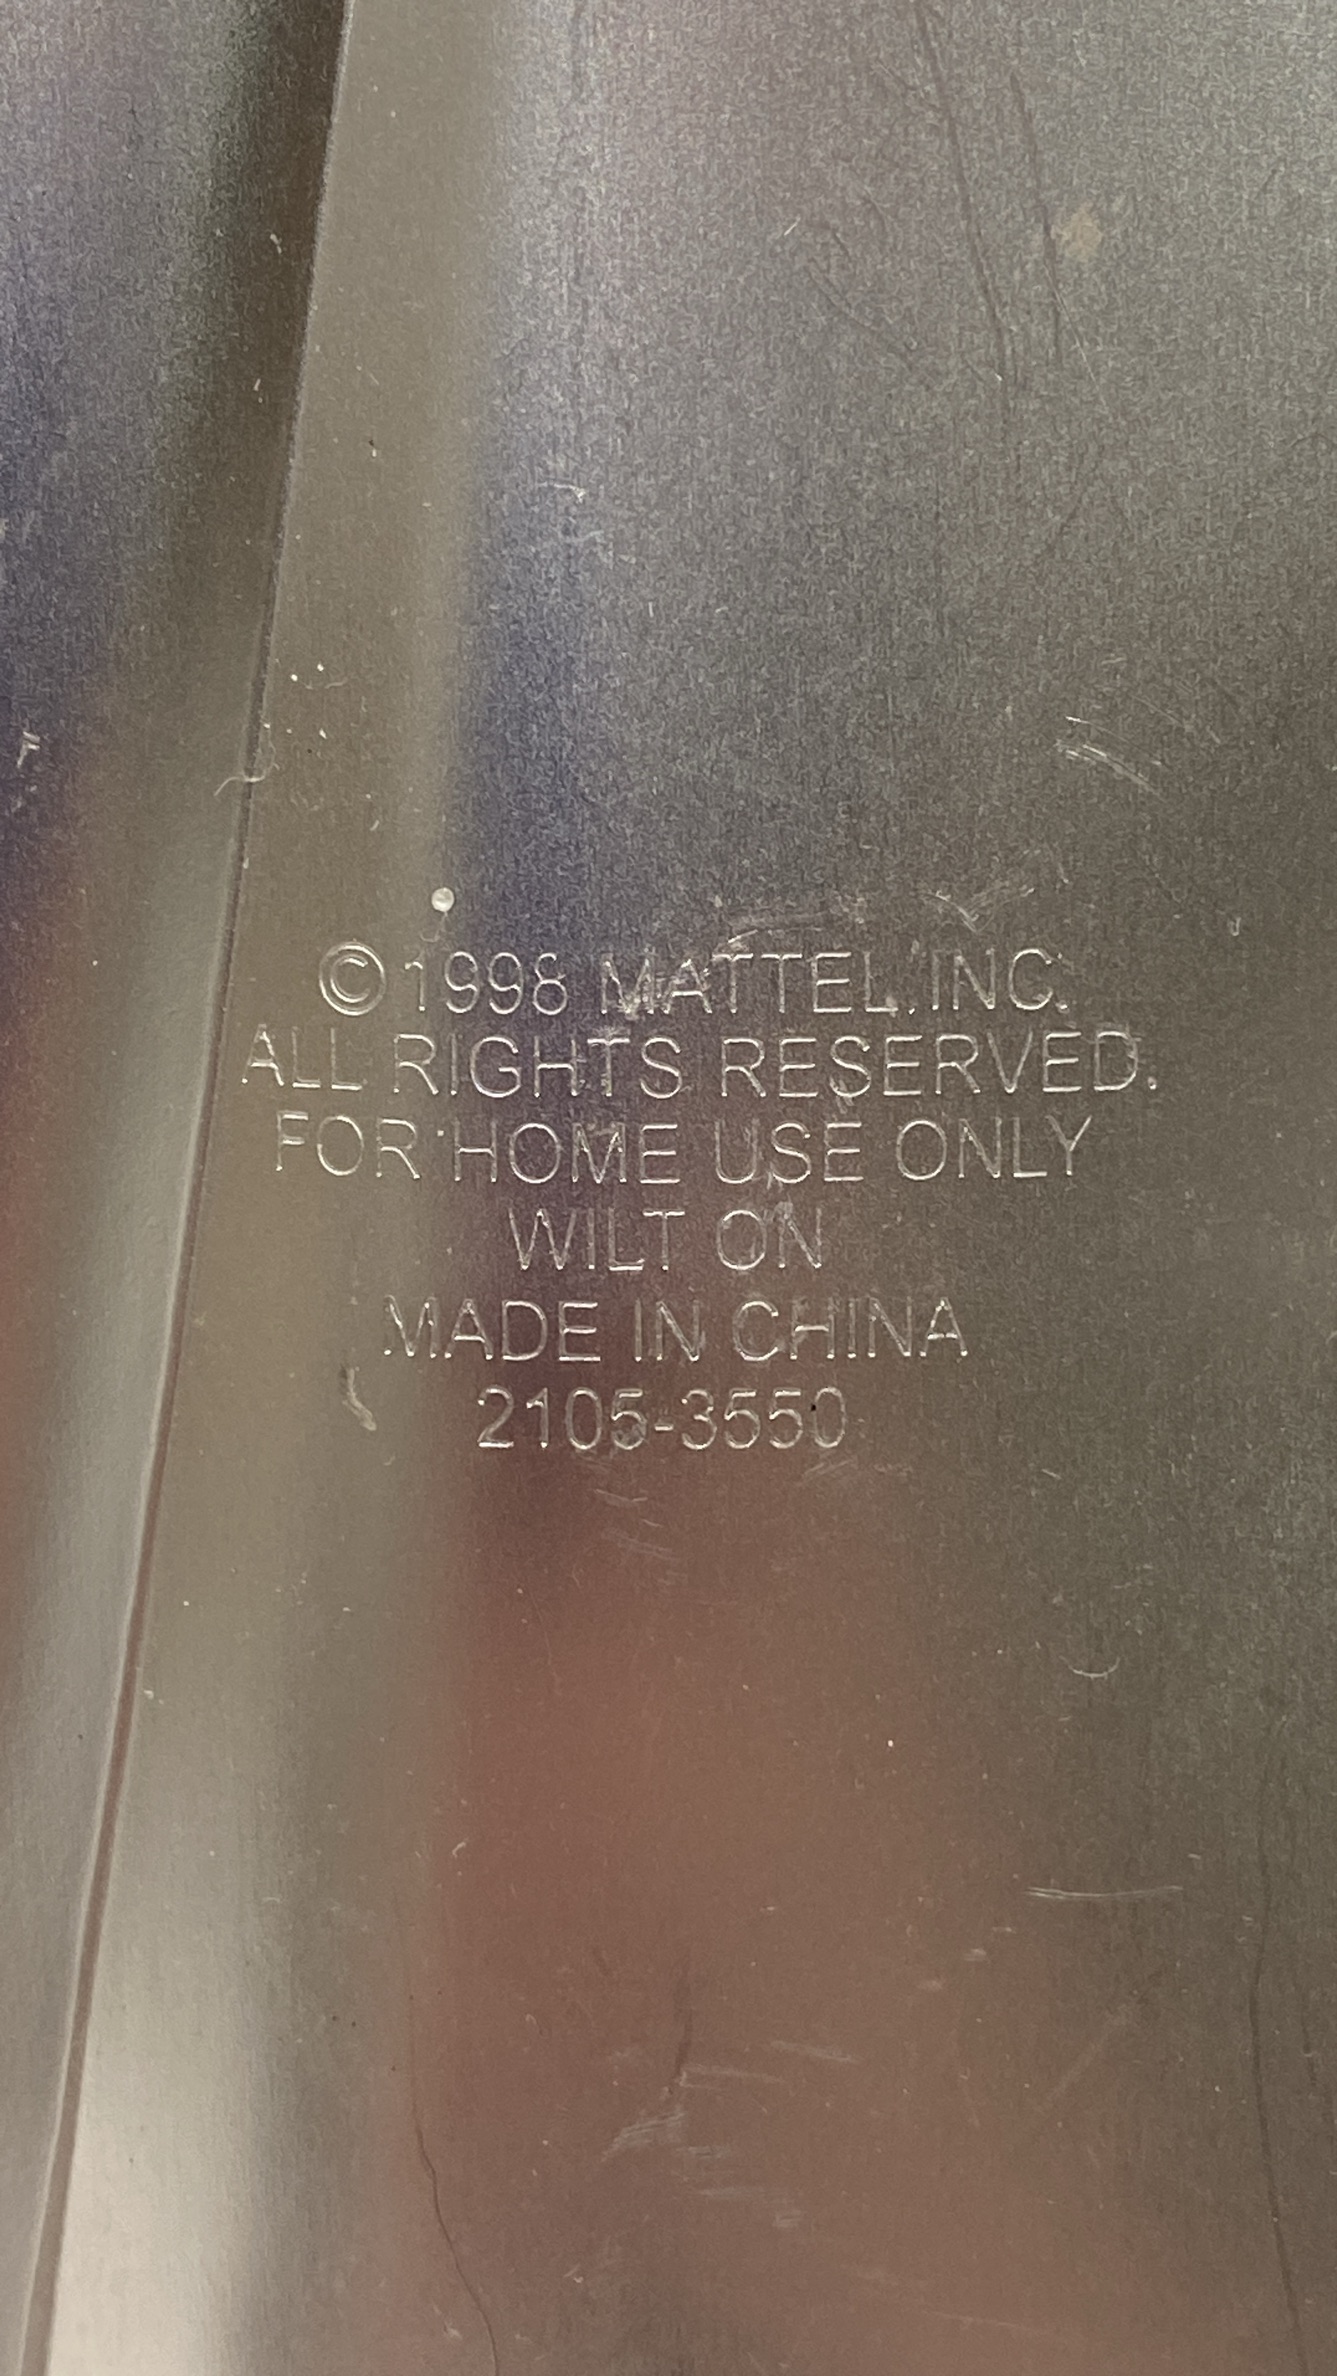 © 1998 MATTEL, INC.
ALL RIGHTS RESERVED.
FOR HOME USE ONLY
WILT ON
MADE IN CHINA
2105-3550